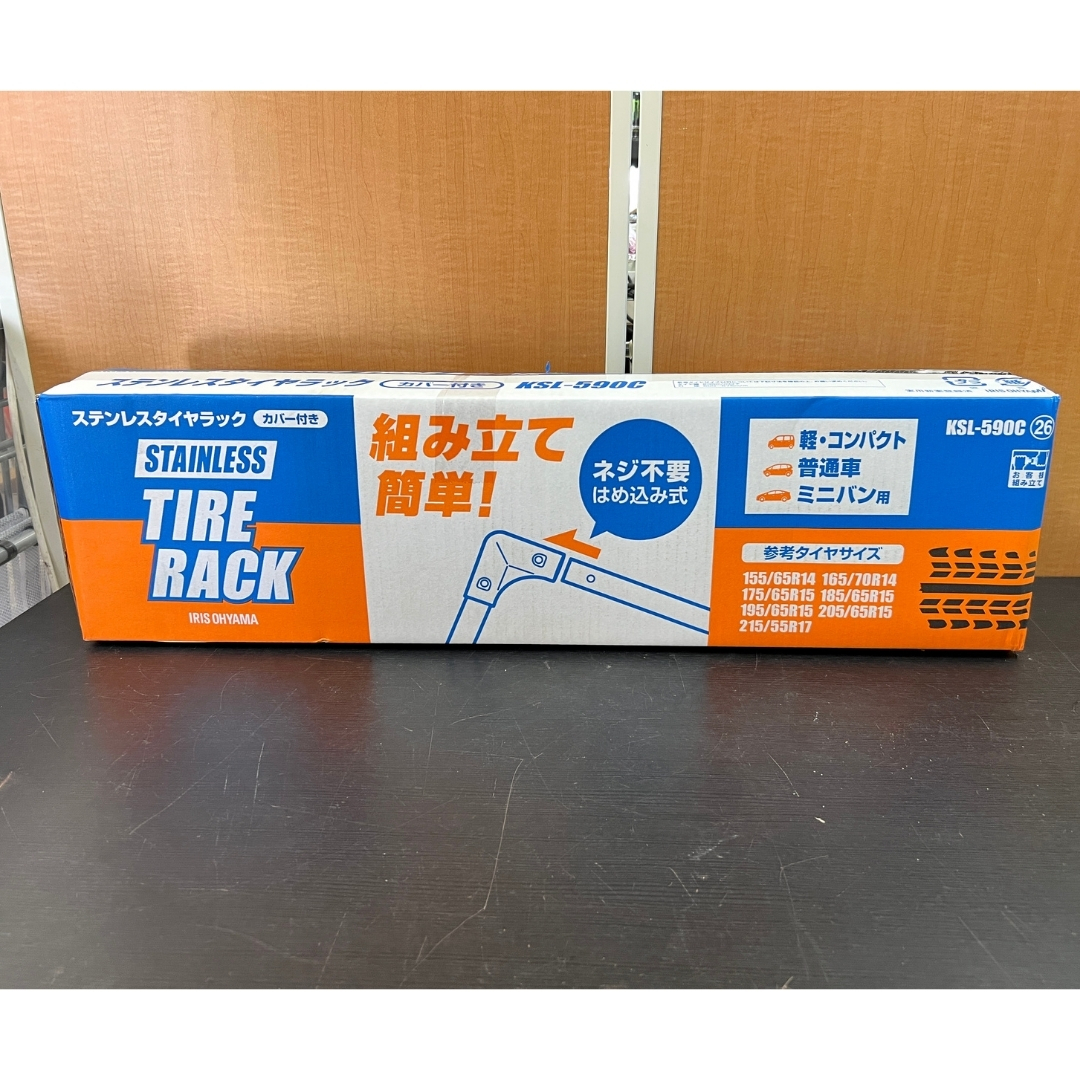 ステンレスタイヤラック カバー付き KSL-590C
IRIS OHYAMA
ステンレスタイヤラック カバー付き
STAINLESS
TIRE
RACK
IRIS OHYAMA
組み立て
簡単!
ネジ不要
はめ込み式
軽・コンパクト
普通車
ミニバン用
KSL-590C 26
お客様
組み立て
参考タイヤサイズ
155/65R14 165/70R14
175/65R15 185/65R15
195/65R15 205/65R15
215/55R17